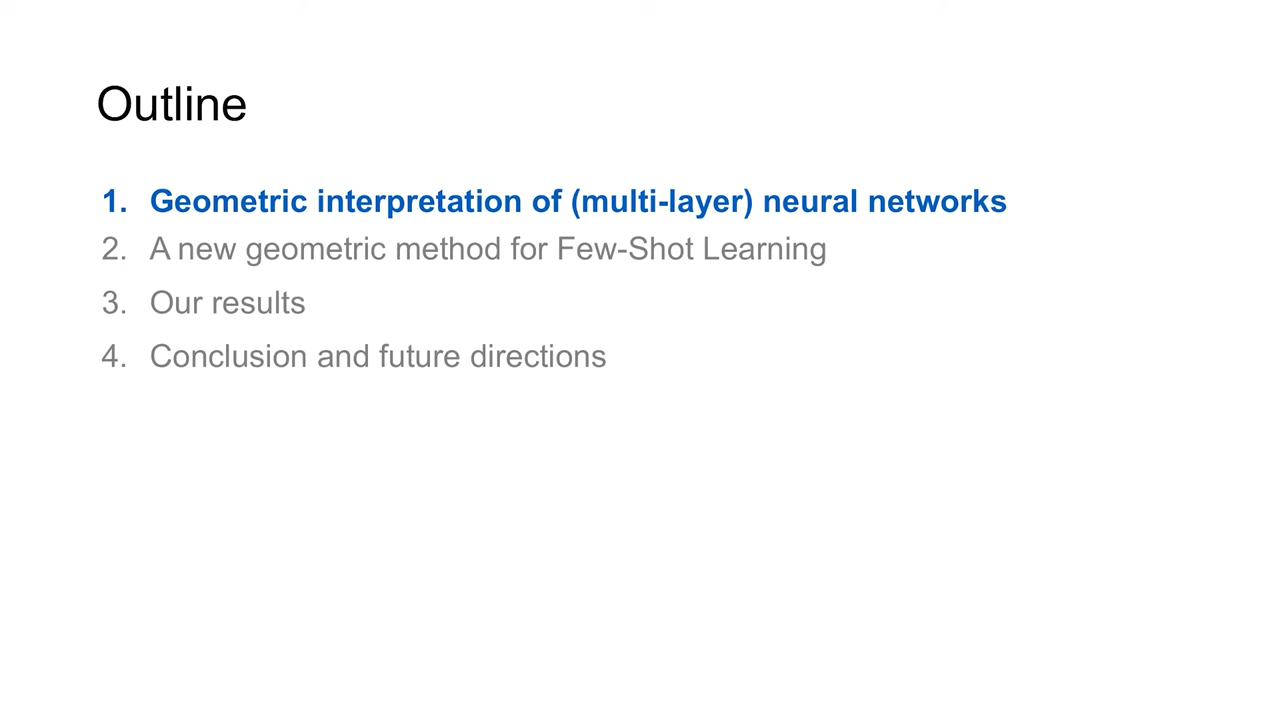 Outline
1. Geometric interpretation of (multi-layer) neural networks
2. A new geometric method for Few-Shot Learning
3. Our results
4. Conclusion and future directions